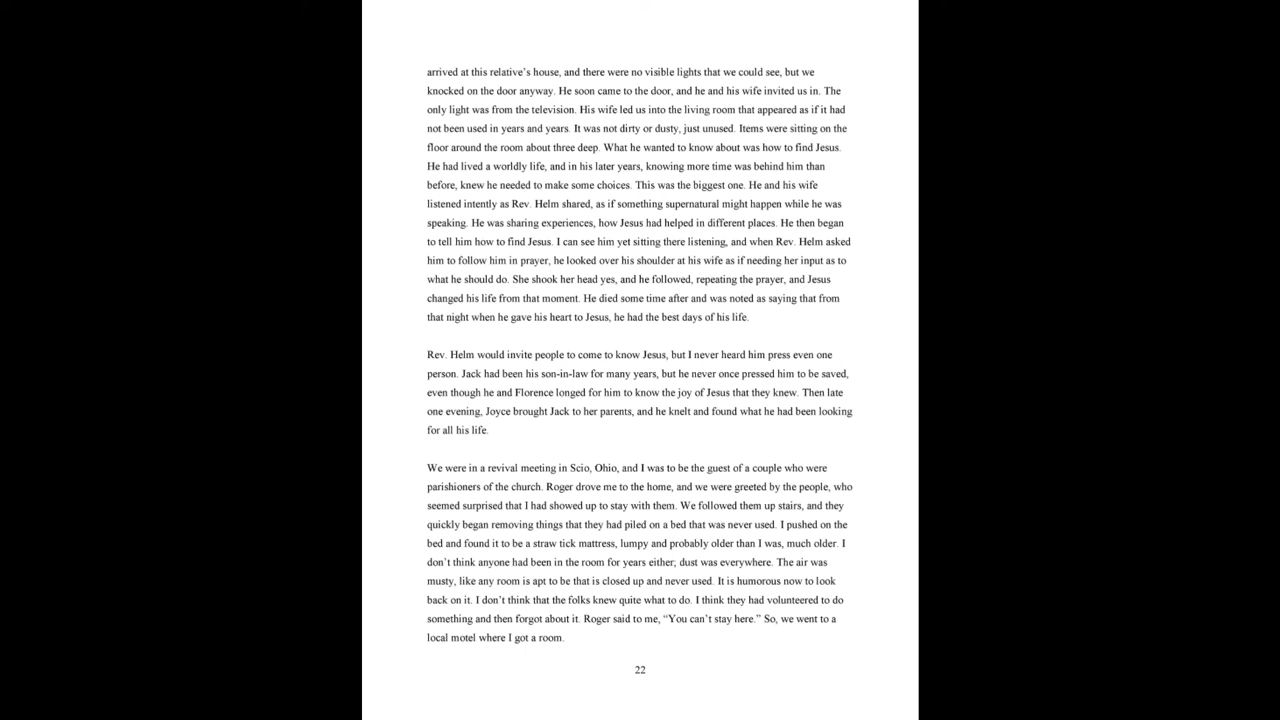 arrived at this relative’s house, and there were no visible lights that we could see, but we
knocked on the door anyway. He soon came to the door, and he and his wife invited us in. The
only light was from the television. His wife led us into the living room that appeared as if it had
not been used in years and years. It was not dirty or dusty, just unused. Items were sitting on the
floor around the room about three deep. What he wanted to know about was how to find Jesus.
He had lived a worldly life, and in his later years, knowing more time was behind him than
before, knew he needed to make some choices. This was the biggest one. He and his wife
listened intently as Rev. Helm shared, as if something supernatural might happen while he was
speaking. He was sharing experiences, how Jesus had helped in different places. He then began
to tell him how to find Jesus. I can see him yet sitting there listening, and when Rev. Helm asked
him to follow him in prayer, he looked over his shoulder at his wife as if needing her input as to
what he should do. She shook her head yes, and he followed, repeating the prayer, and Jesus
changed his life from that moment. He died some time after and was noted as saying that from
that night when he gave his heart to Jesus, he had the best days of his life.
Rev. Helm would invite people to come to know Jesus, but I never heard him press even one
person. Jack had been his son-in-law for many years, but he never once pressed him to be saved,
even though he and Florence longed for him to know the joy of Jesus that they knew. Then late
one evening, Joyce brought Jack to her parents, and he knelt and found what he had been looking
for all his life.
We were in a revival meeting in Scio, Ohio, and I was to be the guest of a couple who were
parishioners of the church. Roger drove me to the home, and we were greeted by the people, who
seemed surprised that I had showed up to stay with them. We followed them up stairs, and they
quickly began removing things that they had piled on a bed that was never used. I pushed on the
bed and found it to be a straw tick mattress, lumpy and probably older than I was, much older. I
don’t think anyone had been in the room for years either; dust was everywhere. The air was
musty, like any room is apt to be that is closed up and never used. It is humorous now to look
back on it. I don’t think that the folks knew quite what to do. I think they had volunteered to do
something and then forgot about it. Roger said to me, “You can’t stay here.” So, we went to a
local motel where I got a room.
22